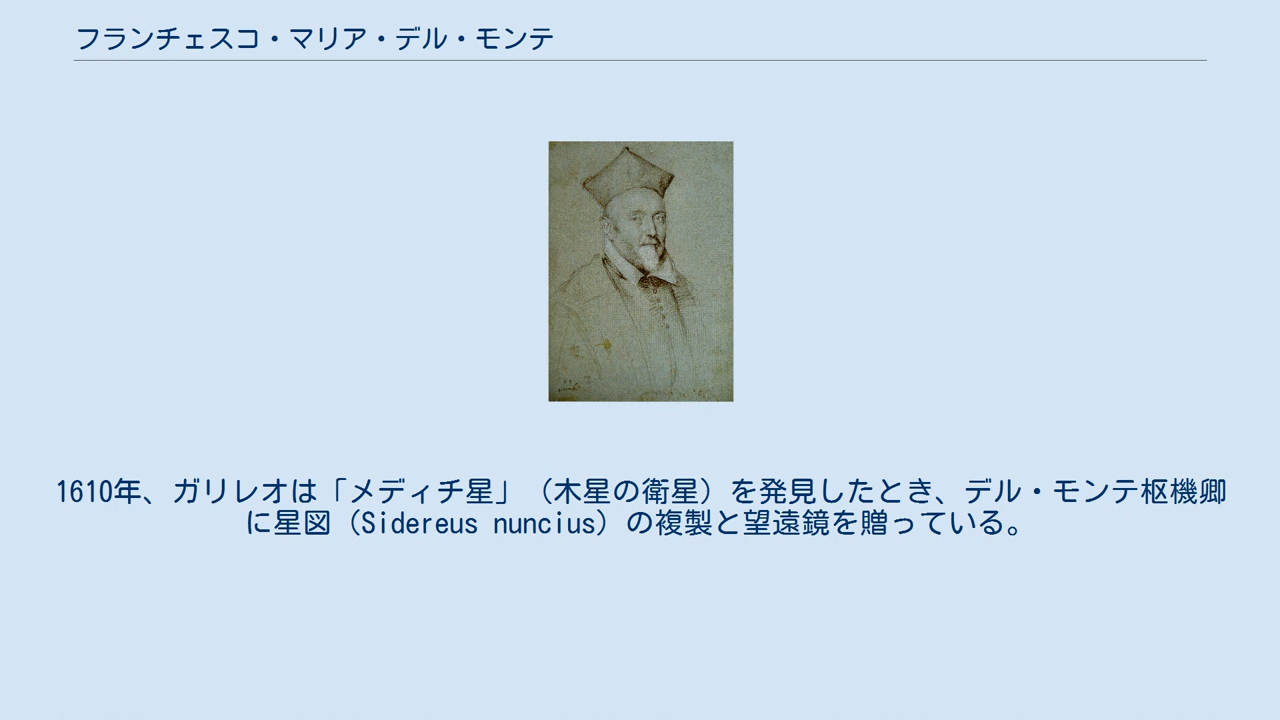 フランチェスコ・マリア・デル・モンテ
1610年、ガリレオは「メディチ星」（木星の衛星）を発見したとき、デル・モンテ枢機卿
に星図（Sidereus nuncius）の複製と望遠鏡を贈っている。